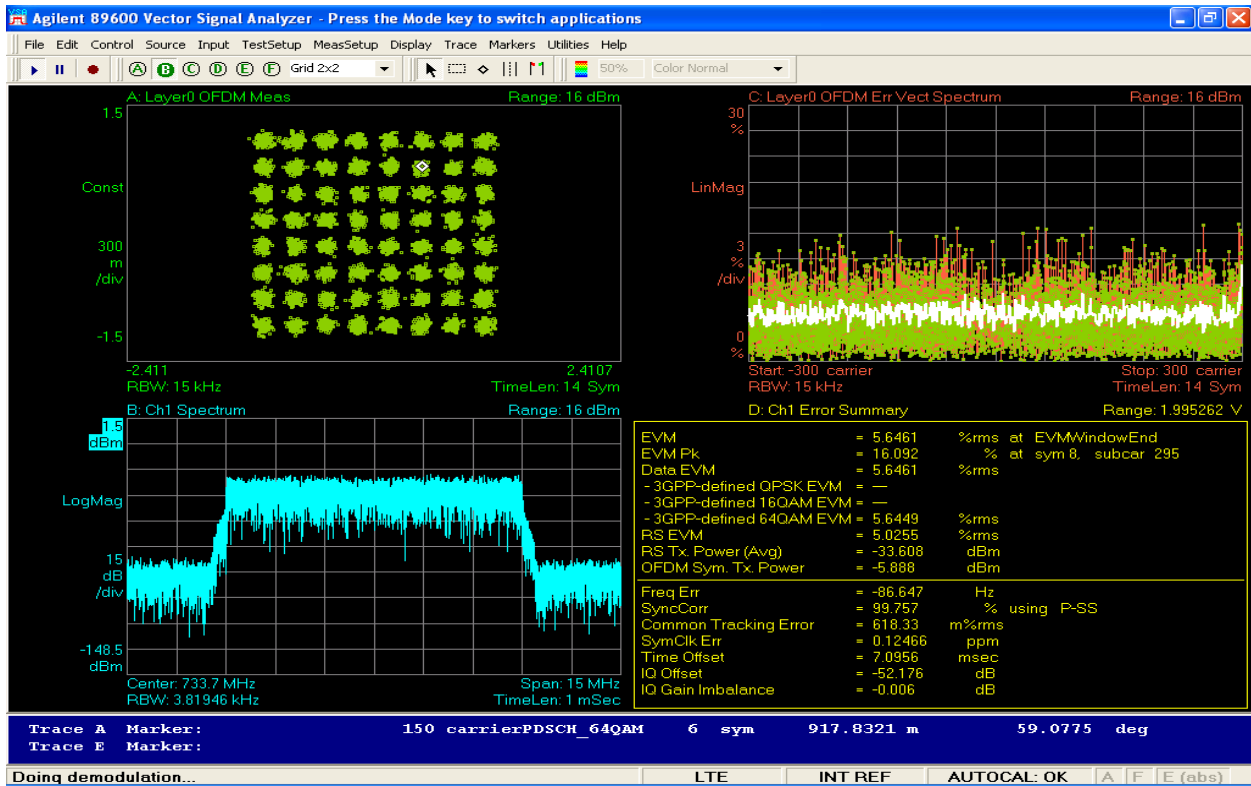 Agilent 89600 Vector Signal Analyzer - Press the Mode key to switch applications
File Edit Control Source Input TestSetup MeasSetup Display Trace Markers Utilities Help
A B C D E F Grid 2x2 50% Color Normal
A: Layer0 OFDM Meas Range: 16 dBm
1.5
Const
300
m
/div
-1.5
-2.411 2.4107
RBW: 15 kHz TimeLen: 14 Sym
C: Layer0 OFDM Err Vect Spectrum Range: 16 dBm
30
%
LinMag
3
%
/div
0
%
Start: -300 carrier Stop: 300 carrier
RBW: 15 kHz TimeLen: 14 Sym
B: Ch1 Spectrum Range: 16 dBm
1.5
dBm
LogMag
15
dB
/div
-148.5
dBm
Center: 733.7 MHz Span: 15 MHz
RBW: 3.81946 kHz TimeLen: 1 mSec
D: Ch1 Error Summary Range: 1.995262 V
EVM = 5.6461 %rms at EVMWindowEnd
EVM Pk = 16.092 % at sym 8, subcar 295
Data EVM = 5.6461 %rms
- 3GPP-defined QPSK EVM = —
- 3GPP-defined 16QAM EVM = —
- 3GPP-defined 64QAM EVM = 5.6449 %rms
RS EVM = 5.0255 %rms
RS Tx. Power (Avg) = -33.608 dBm
OFDM Sym. Tx. Power = -5.888 dBm
Freq Err = -86.647 Hz
SyncCorr = 99.757 % using P-SS
Common Tracking Error = 618.33 m%rms
SymClk Err = 0.12466 ppm
Time Offset = 7.0956 msec
IQ Offset = -52.176 dB
IQ Gain Imbalance = -0.006 dB
Trace A Marker: 150 carrierPDSCH_64QAM 6 sym 917.8321 m 59.0775 deg
Trace E Marker:
Doing demodulation... LTE INT REF AUTOCAL: OK A F E (abs)